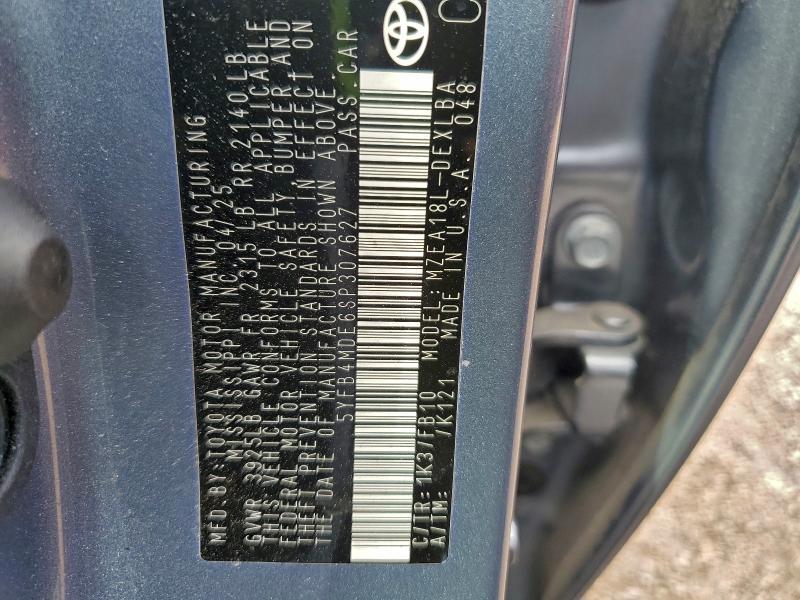 MFD BY: TOYOTA MOTOR MANUFACTURING
MISSISSIPPI INC. 04/25
GVWR 3925LB GAWR FR 2315 LB RR 2140 LB
THIS VEHICLE CONFORMS TO ALL APPLICABLE
FEDERAL MOTOR VEHICLE SAFETY, BUMPER AND
THEFT PREVENTION STANDARDS IN EFFECT ON
THE DATE OF MANUFACTURE SHOWN ABOVE.
5YFB4MDE6SP307627 PASS. CAR
C/TR: 1K3/FB10 MODEL: MZEA18L-DEXLBA
A/TM: /K121 MADE IN U.S.A. 048